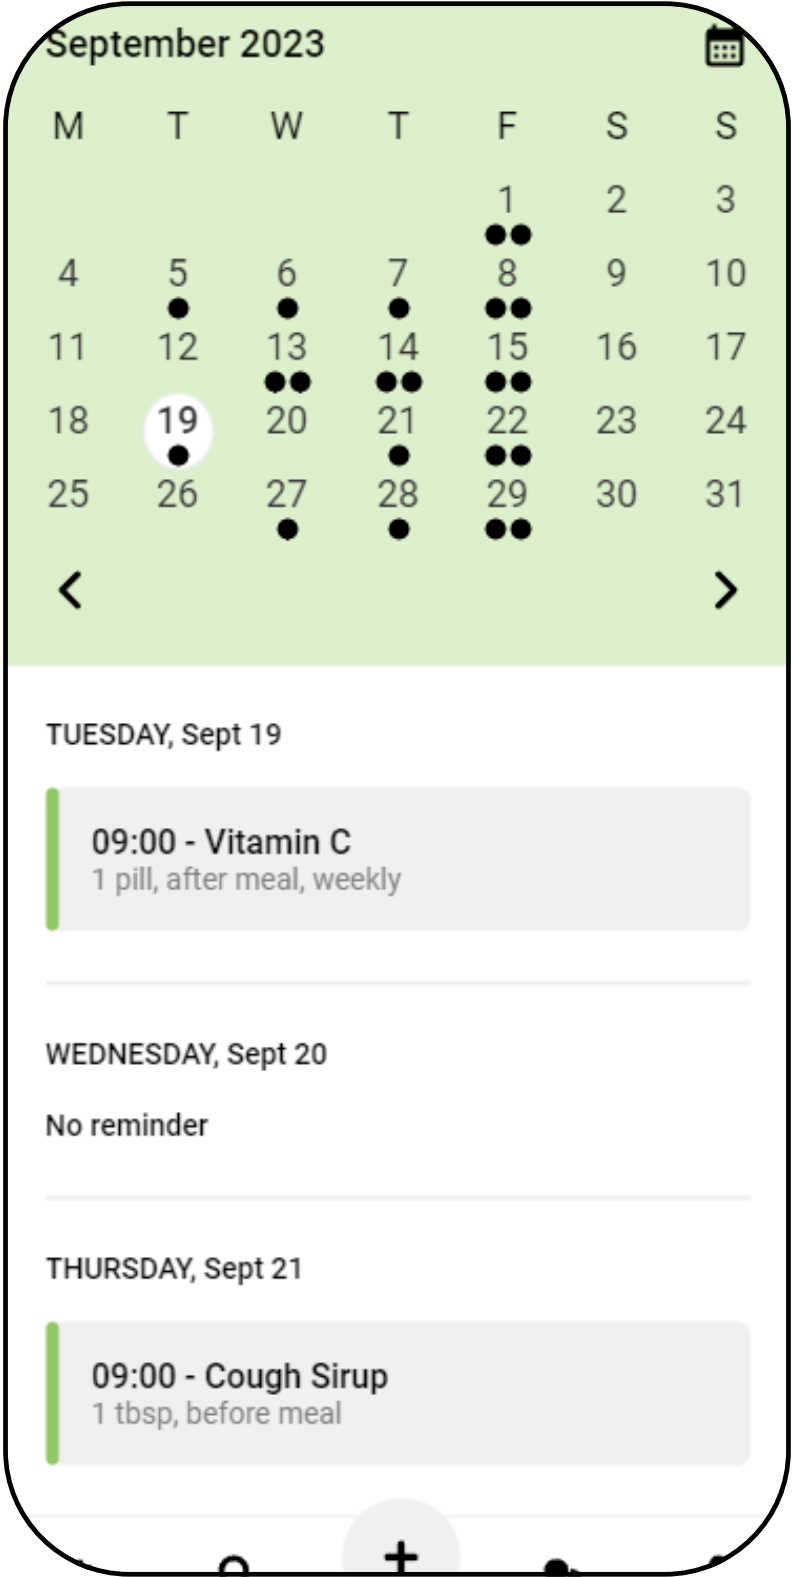 September 2023
M T W T F S S
1 2 3
4 5 6 7 8 9 10
11 12 13 14 15 16 17
18 19 20 21 22 23 24
25 26 27 28 29 30 31
TUESDAY, Sept 19
09:00 - Vitamin C
1 pill, after meal, weekly
WEDNESDAY, Sept 20
No reminder
THURSDAY, Sept 21
09:00 - Cough Sirup
1 tbsp, before meal